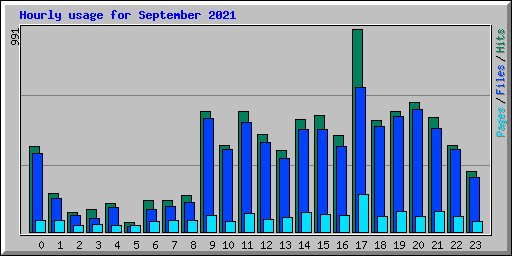 Hourly usage for September 2021
991
Pages/Files/Hits
0 1 2 3 4 5 6 7 8 9 10 11 12 13 14 15 16 17 18 19 20 21 22 23